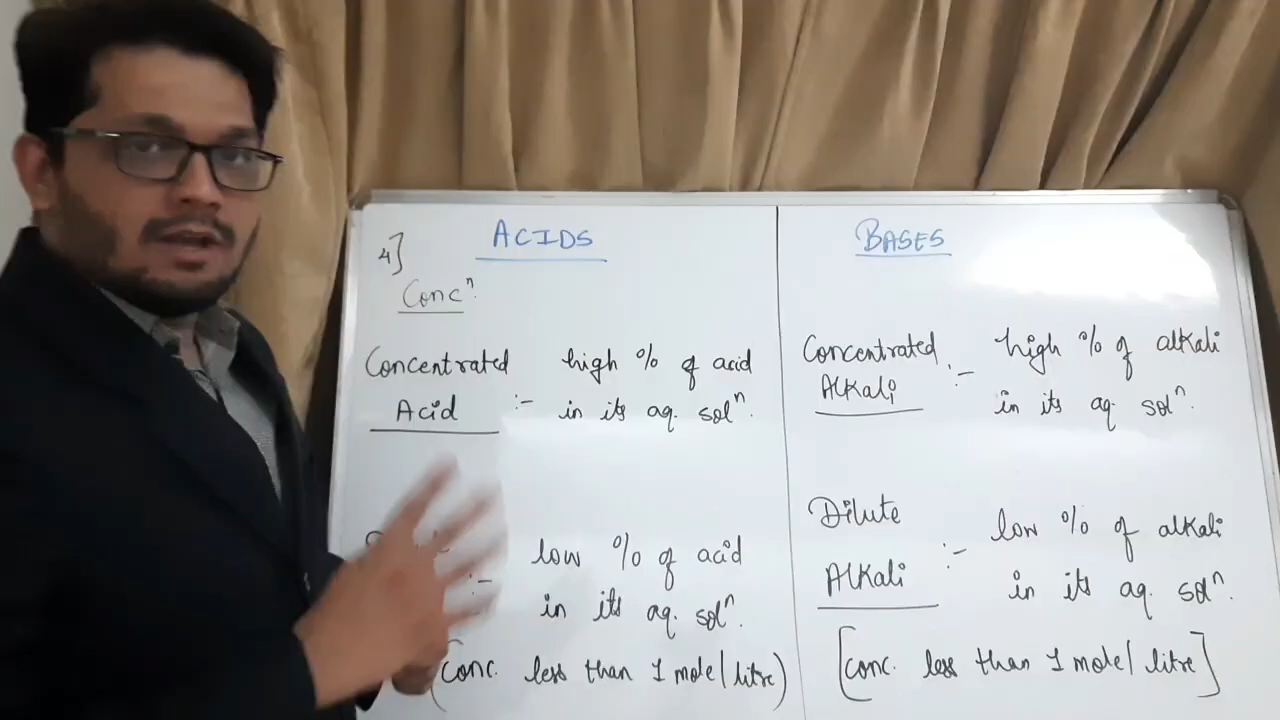 4]
ACIDS
Concⁿ.
Concentrated
Acid :-
high % of acid
in its aq. solⁿ.
:-
low % of acid
in its aq. solⁿ.
(conc. less than 1 mole/litre)
BASES
Concentrated
Alkali :-
high % of alkali
in its aq. solⁿ.
Dilute
Alkali :-
low % of alkali
in its aq. solⁿ.
[conc. less than 1 mole/litre]